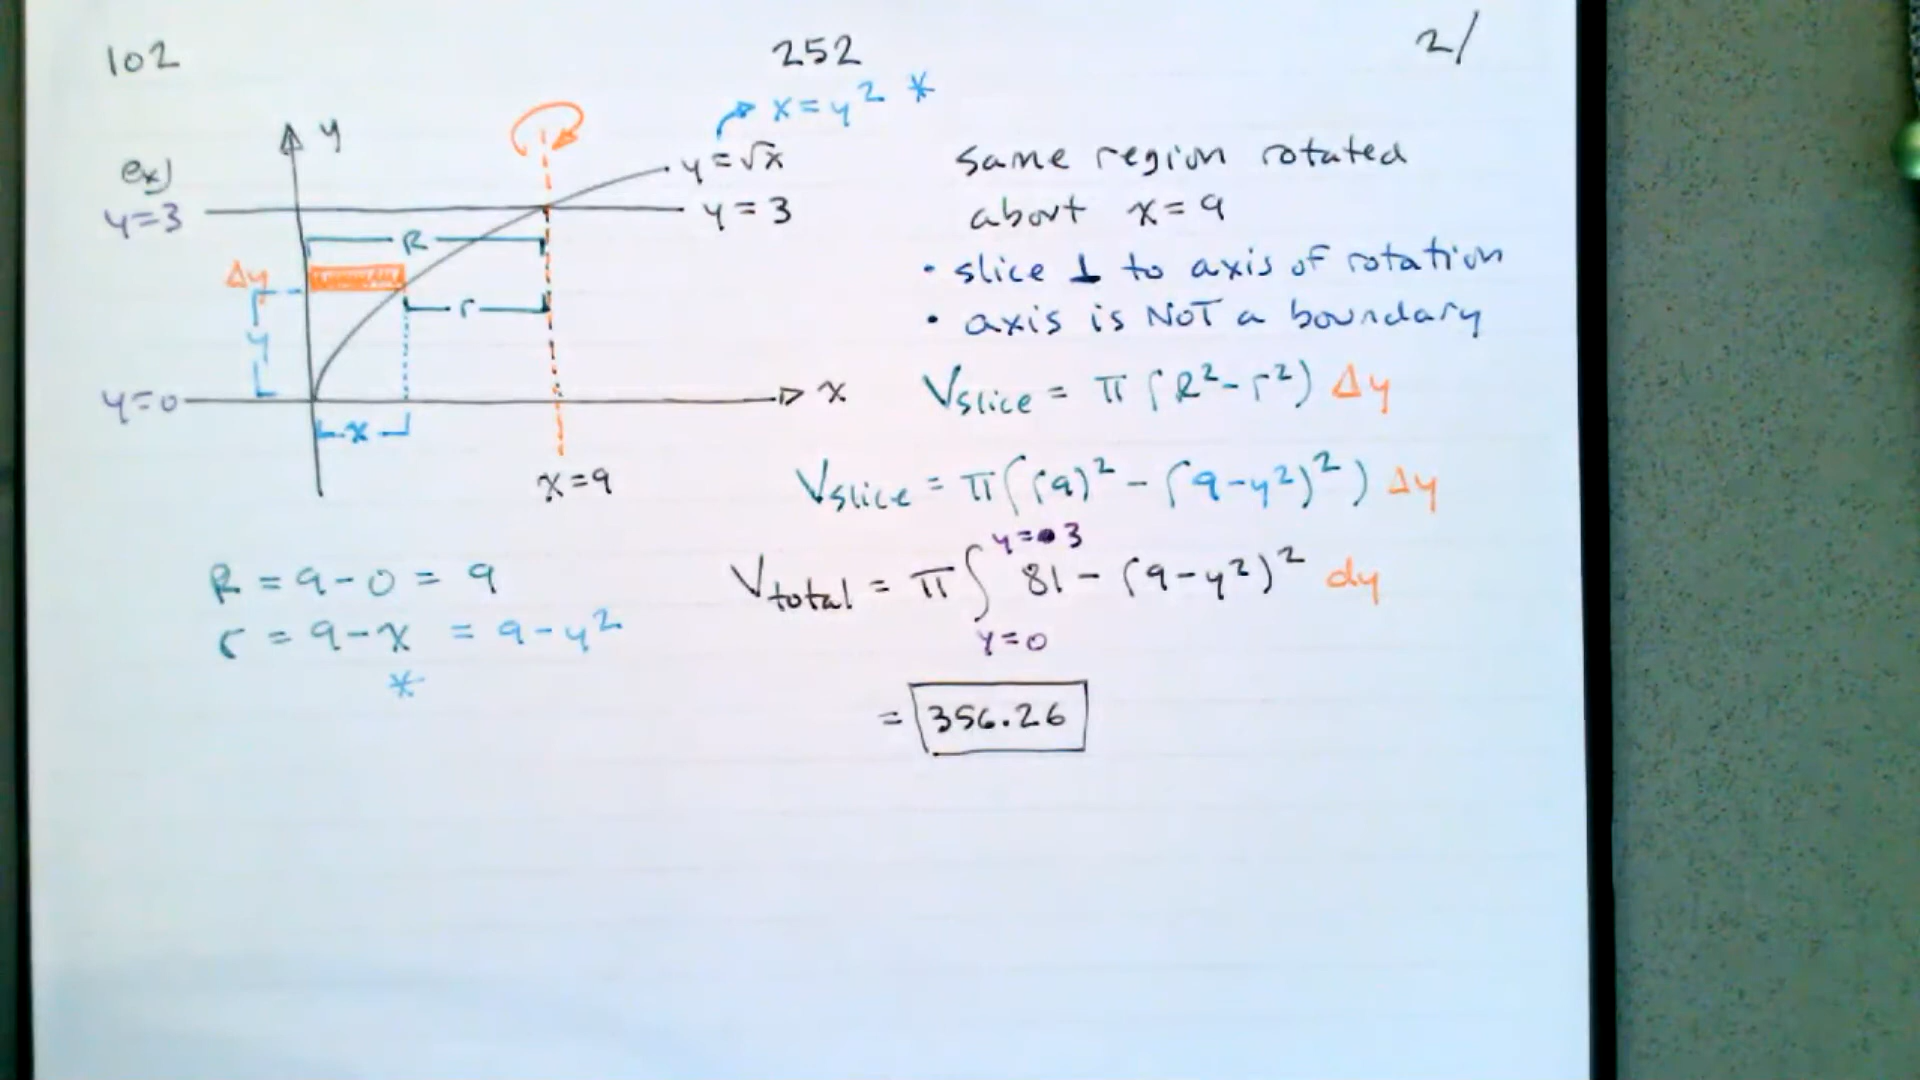 102
252
2/
x = y² *
y
ex)
y = √x
y=3
y = 3
R
Δy
r
y
y=0
x
x
x=9
R = 9-0 = 9
r = 9-x = 9-y²
*
same region rotated
about x=9
• slice ⊥ to axis of rotation
• axis is NOT a boundary
Vslice = π(R²-r²) Δy
Vslice = π((9)² - (9-y²)²) Δy
y=3
Vtotal = π∫ 81 - (9-y²)² dy
y=0
= 356.26